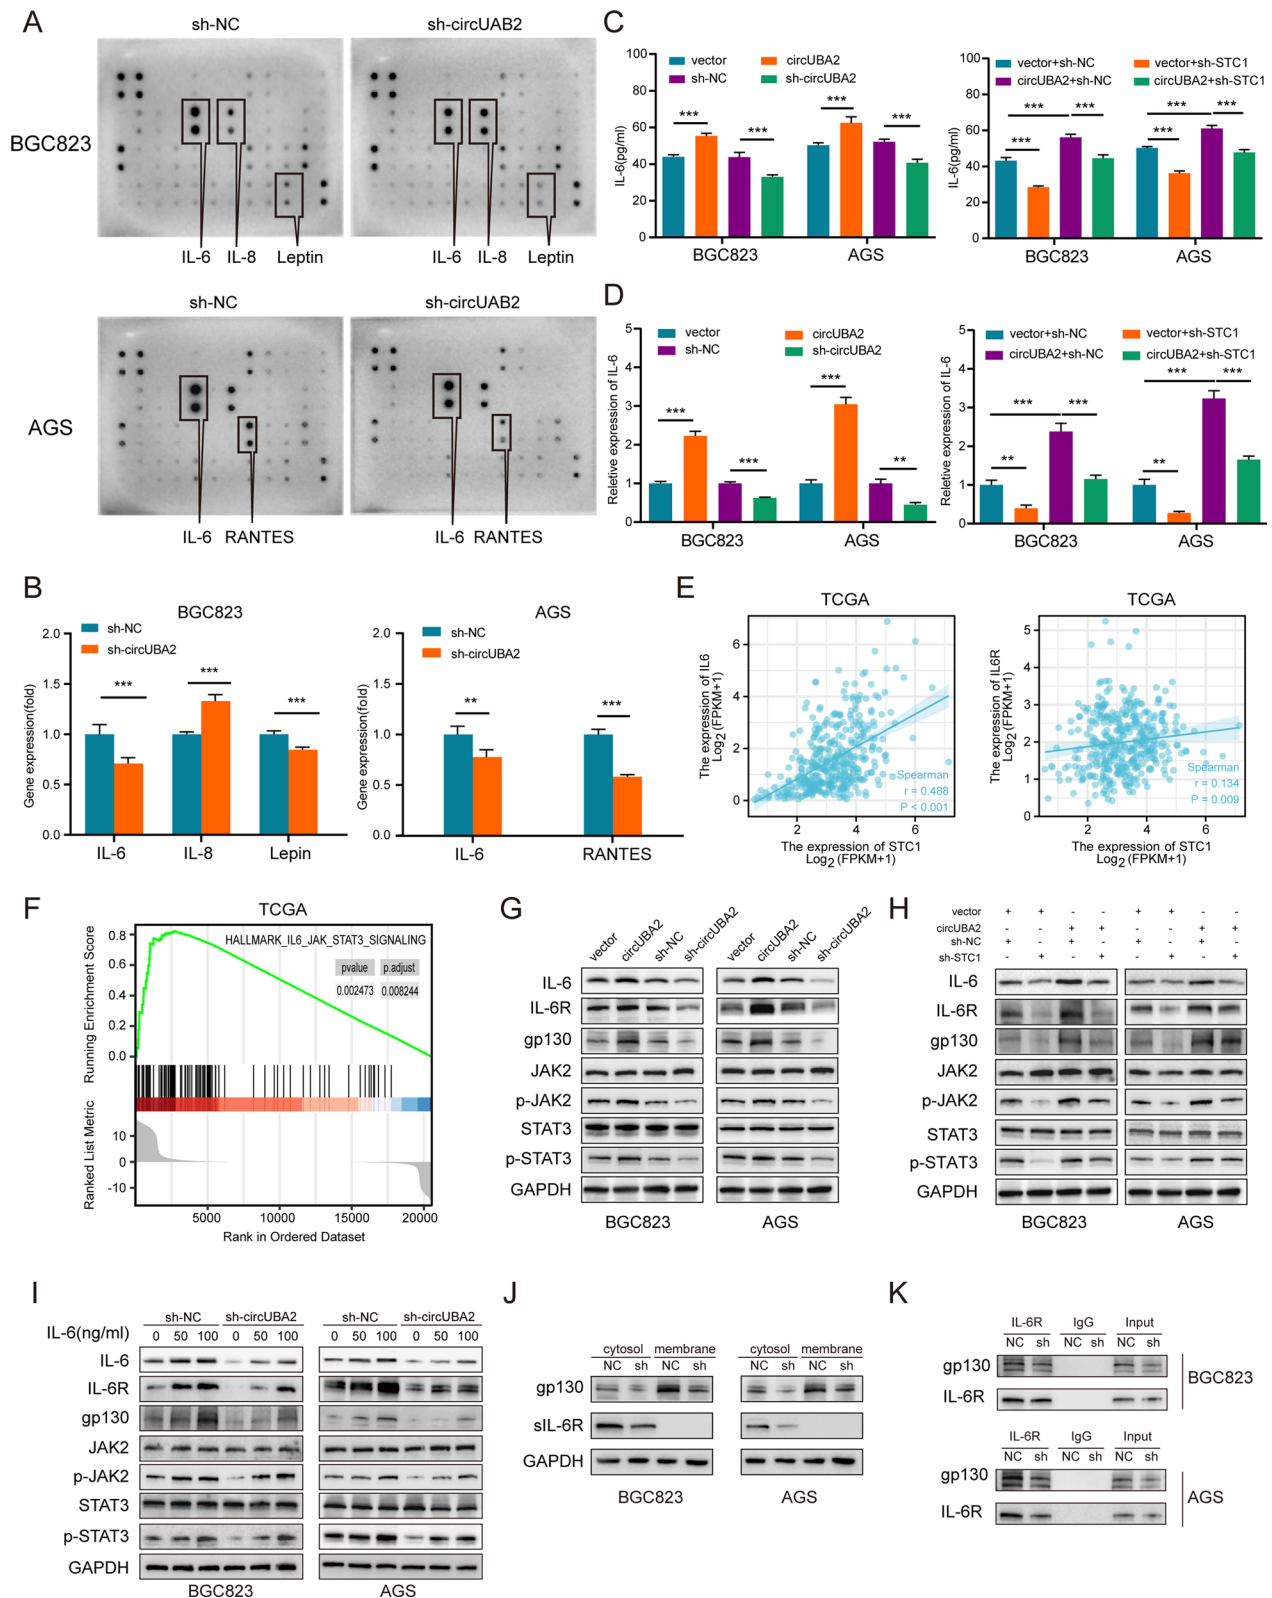 A
sh-NC
sh-circUAB2
BGC823
IL-6 IL-8 Leptin
IL-6 IL-8 Leptin
sh-NC
sh-circUAB2
AGS
IL-6 RANTES
IL-6 RANTES
B
BGC823
sh-NC
sh-circUBA2
Gene expression(fold)
2.0
1.5
1.0
0.5
0.0
***
***
***
IL-6 IL-8 Lepin
AGS
sh-NC
sh-circUBA2
Gene expression(fold)
2.0
1.5
1.0
0.5
0.0
**
***
IL-6 RANTES
C
vector circUBA2
sh-NC sh-circUBA2
IL-6(pg/ml)
100
80
60
40
20
0
*** *** *** ***
BGC823 AGS
vector+sh-NC vector+sh-STC1
circUBA2+sh-NC circUBA2+sh-STC1
IL-6(pg/ml)
100
80
60
40
20
0
*** *** *** *** *** ***
BGC823 AGS
D
vector circUBA2
sh-NC sh-circUBA2
Reletive expression of IL-6
5
4
3
2
1
0
*** *** *** **
BGC823 AGS
vector+sh-NC vector+sh-STC1
circUBA2+sh-NC circUBA2+sh-STC1
Relative expression of IL-6
5
4
3
2
1
0
** *** *** ** *** ***
BGC823 AGS
E
TCGA
The expression of IL6
Log2 (FPKM+1)
6
4
2
0
Spearman
r = 0.488
P < 0.001
2 4 6
The expression of STC1
Log2 (FPKM+1)
TCGA
The expression of IL6R
Log2 (FPKM+1)
5
4
3
2
1
0
Spearman
r = 0.134
P = 0.009
2 4 6
The expression of STC1
Log2 (FPKM+1)
F
TCGA
HALLMARK_IL6_JAK_STAT3_SIGNALING
pvalue p.adjust
0.002473 0.008244
Running Enrichment Score
0.8
0.6
0.4
0.2
0.0
Ranked List Metric
10
0
-10
5000 10000 15000 20000
Rank in Ordered Dataset
G
vector circUBA2 sh-NC sh-circUBA2
vector circUBA2 sh-NC sh-circUBA2
IL-6
IL-6R
gp130
JAK2
p-JAK2
STAT3
p-STAT3
GAPDH
BGC823 AGS
H
vector + + - - + + - -
circUBA2 - - + + - - + +
sh-NC + - + - + - + -
sh-STC1 - + - + - + - +
IL-6
IL-6R
gp130
JAK2
p-JAK2
STAT3
p-STAT3
GAPDH
BGC823 AGS
I
sh-NC sh-circUBA2 sh-NC sh-circUBA2
IL-6(ng/ml) 0 50 100 0 50 100 0 50 100 0 50 100
IL-6
IL-6R
gp130
JAK2
p-JAK2
STAT3
p-STAT3
GAPDH
BGC823 AGS
J
cytosol membrane cytosol membrane
NC sh NC sh NC sh NC sh
gp130
sIL-6R
GAPDH
BGC823 AGS
K
IL-6R IgG Input
NC sh NC sh NC sh
gp130
IL-6R
BGC823
IL-6R IgG Input
NC sh NC sh NC sh
gp130
IL-6R
AGS